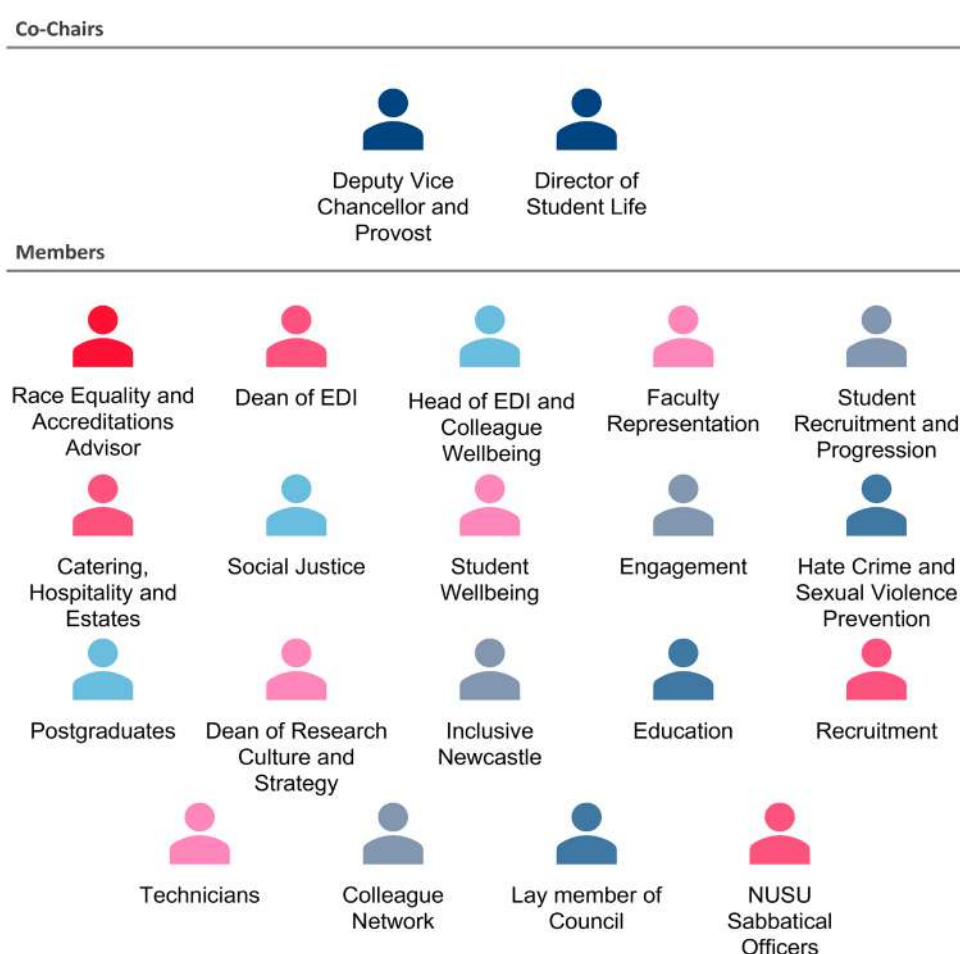 Co-Chairs
Deputy Vice
Chancellor and
Provost
Director of
Student Life
Members
Race Equality and
Accreditations
Advisor
Dean of EDI
Head of EDI and
Colleague
Wellbeing
Faculty
Representation
Student
Recruitment and
Progression
Catering,
Hospitality and
Estates
Social Justice
Student
Wellbeing
Engagement
Hate Crime and
Sexual Violence
Prevention
Postgraduates
Dean of Research
Culture and
Strategy
Inclusive
Newcastle
Education
Recruitment
Technicians
Colleague
Network
Lay member of
Council
NUSU
Sabbatical
Officers